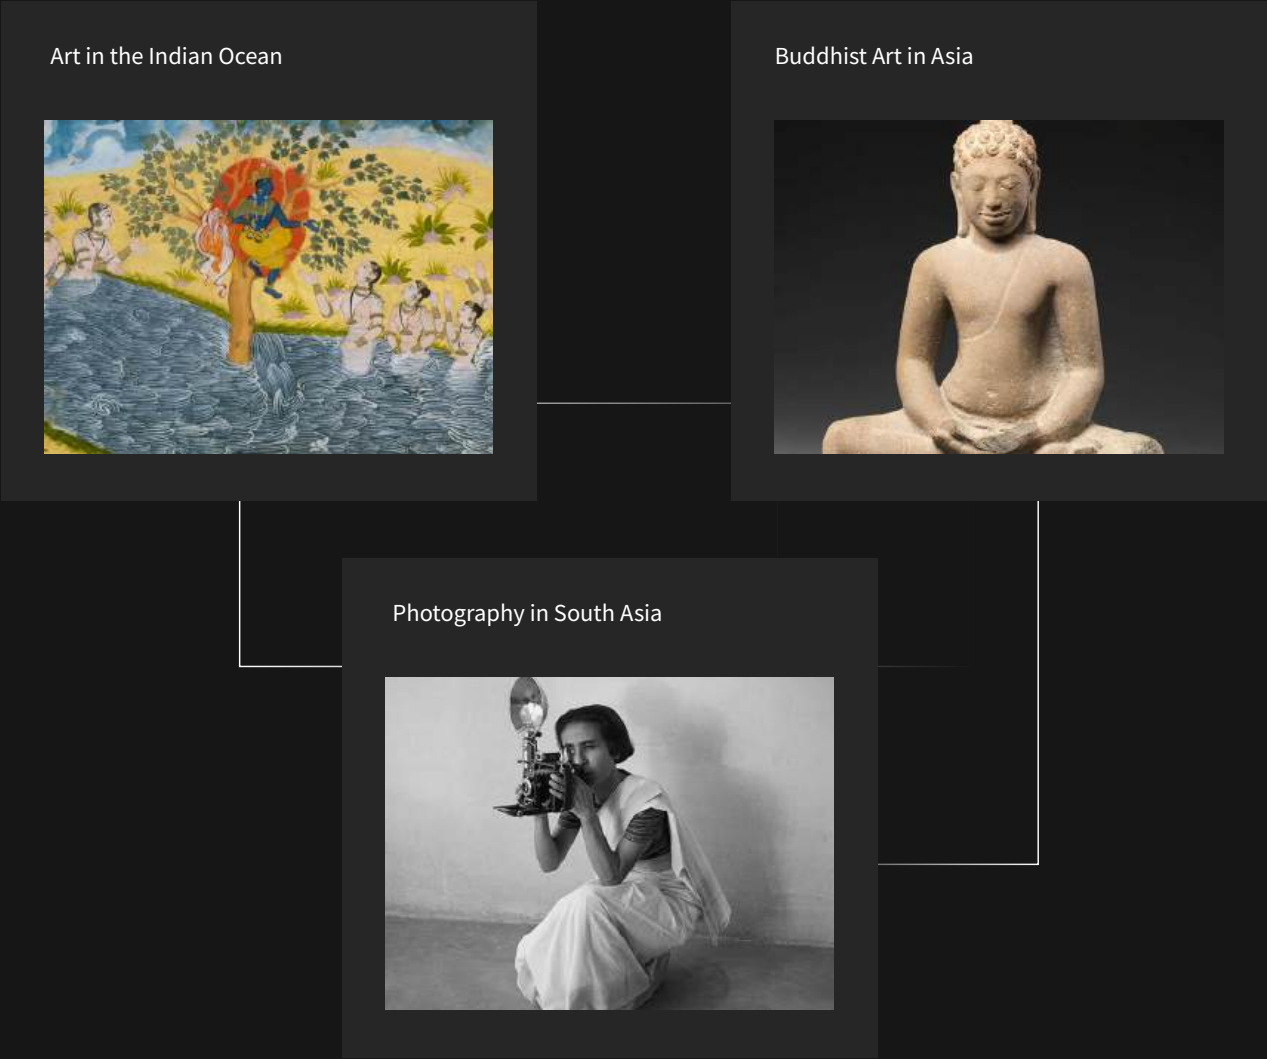 Art in the Indian Ocean
Buddhist Art in Asia
Photography in South Asia